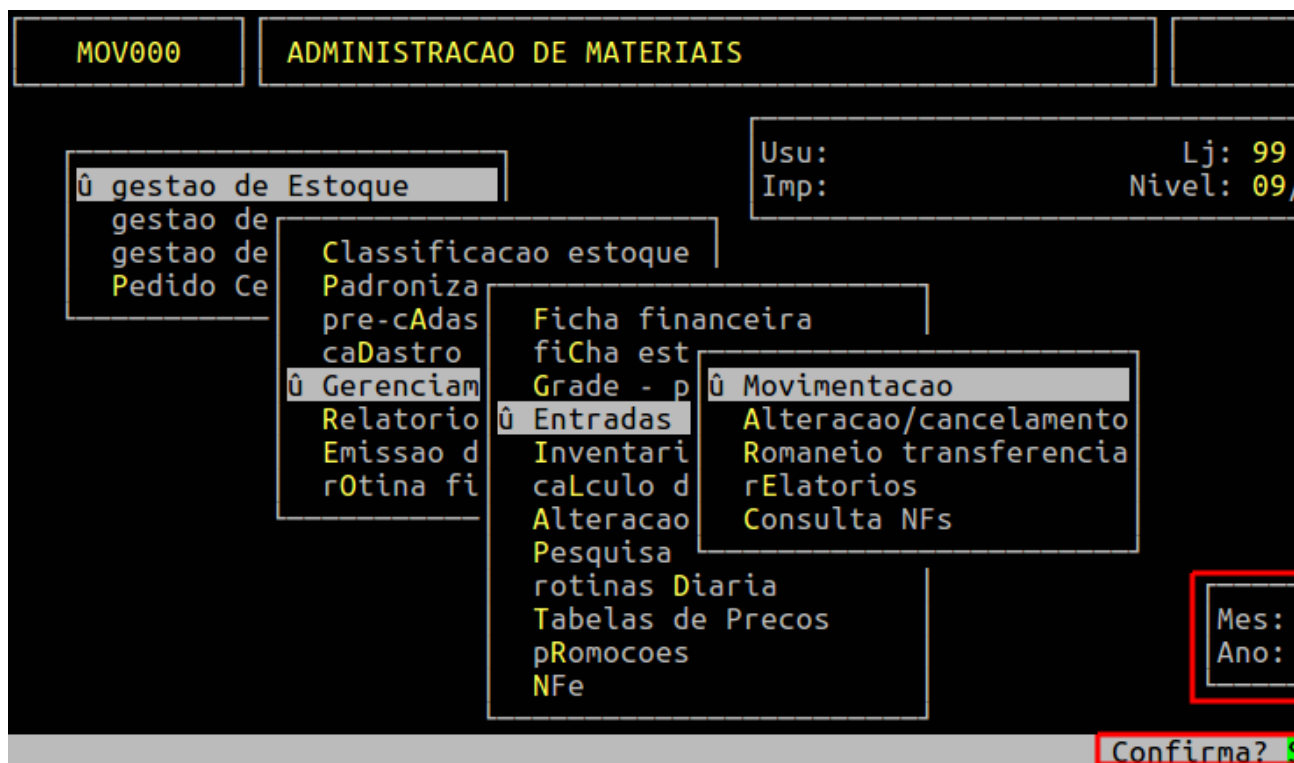 MOV000 ADMINISTRACAO DE MATERIAIS
Usu: Lj: 99
Imp: Nivel: 09/
û gestao de Estoque
gestao de
gestao de
Pedido Ce
Classificacao estoque
Padroniza
pre-cAdas
caDastro
û Gerenciam
Relatorio
Emissao d
rOtina fi
Ficha financeira
fiCha est
Grade - p
û Entradas
Inventari
caLculo d
Alteracao
Pesquisa
rotinas Diaria
Tabelas de Precos
pRomocoes
NFe
û Movimentacao
Alteracao/cancelamento
Romaneio transferencia
rElatorios
Consulta NFs
Mes:
Ano:
Confirma? S